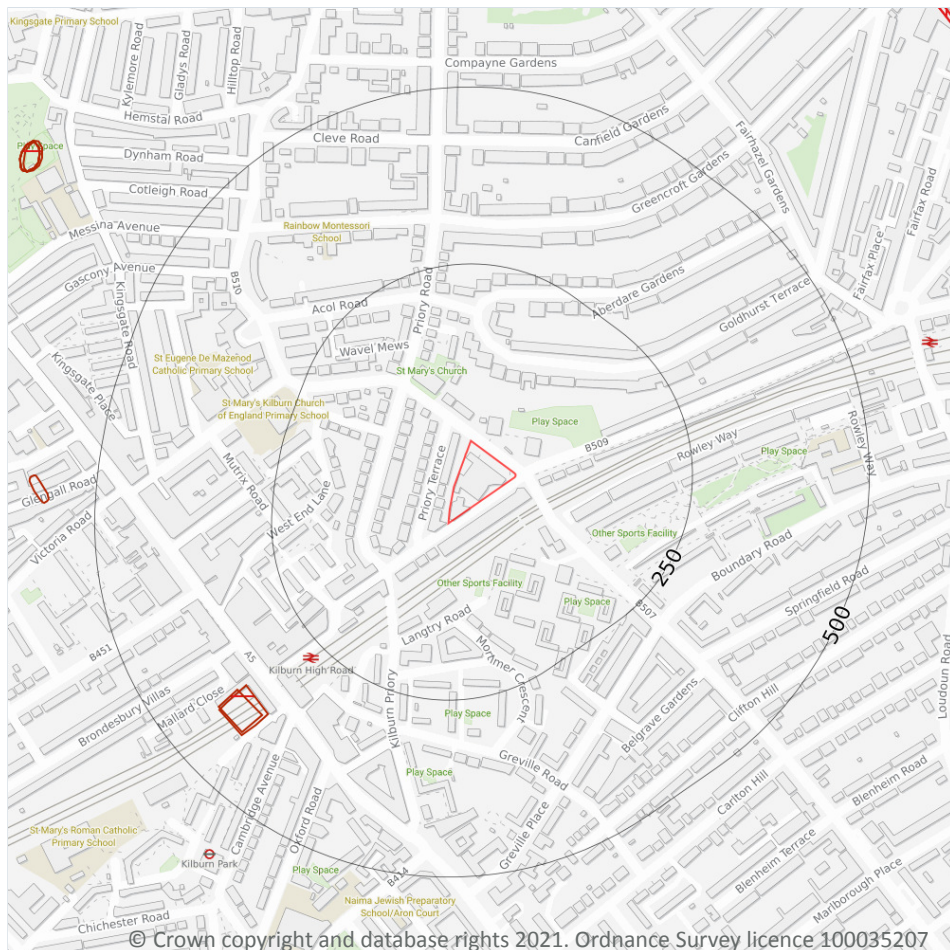 Kingsgate Primary School
Kylemore Road
Gladys Road
Hilltop Road
Compayne Gardens
Hemstal Road
Cleve Road
Canfield Gardens
Fairhazel Gardens
Play Space
Dynham Road
Cotleigh Road
Greencroft Gardens
Fairfax Road
Messina Avenue
Rainbow Montessori
School
Fairfax Place
Gascony Avenue
B510
Kingsgate Road
Acol Road
Priory Road
Aberdare Gardens
Goldhurst Terrace
Wavel Mews
St Eugene De Mazenod
Catholic Primary School
St Mary's Church
Kingsgate Place
St Mary's Kilburn Church
of England Primary School
Play Space
B509
Rowley Way
Rowley Way
Play Space
Priory Terrace
Mutrix Road
West End Lane
Glengall Road
Victoria Road
Other Sports Facility
Boundary Road
250
Springfield Road
Other Sports Facility
Play Space
B507
500
Langtry Road
Mortimer Crescent
B451
A5
Kilburn High Road
Loudoun Road
Brondesbury Villas
Mallard Close
Kilburn Priory
Play Space
Belgrave Gardens
Clifton Hill
Greville Road
Play Space
Cambridge Avenue
Oxford Road
Carlton Hill
Blenheim Road
St Mary's Roman Catholic
Primary School
Kilburn Park
Greville Place
Play Space
B414
Blenheim Terrace
Marlborough Place
Naima Jewish Preparatory
School/Aron Court
Chichester Road
© Crown copyright and database rights 2021. Ordnance Survey licence 100035207